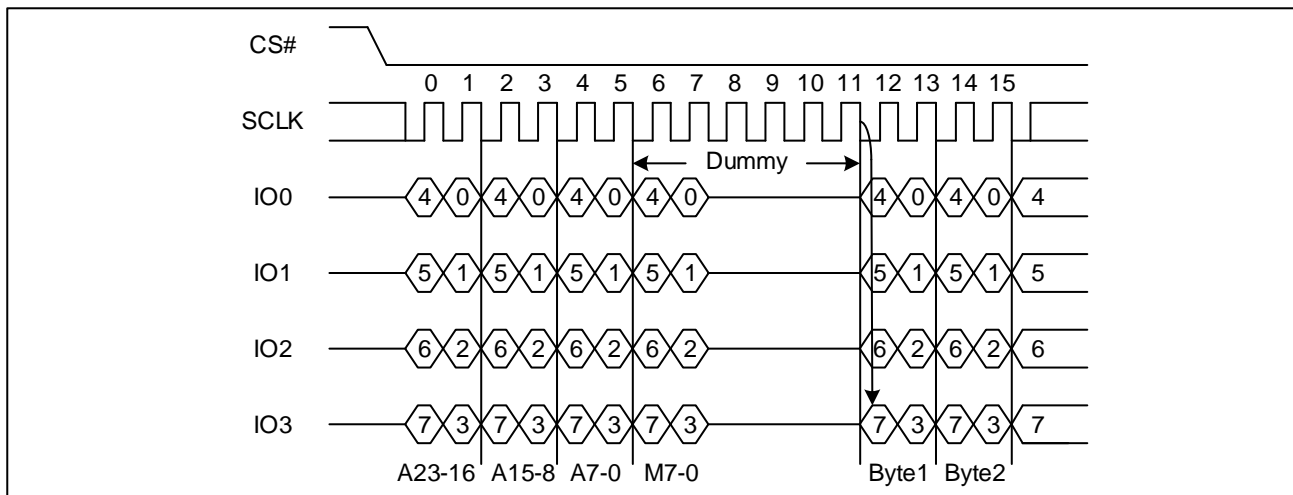 CS#
0 1 2 3 4 5 6 7 8 9 10 11 12 13 14 15
SCLK
Dummy
IO0 4 0 4 0 4 0 4 0 4 0 4 0 4
IO1 5 1 5 1 5 1 5 1 5 1 5 1 5
IO2 6 2 6 2 6 2 6 2 6 2 6 2 6
IO3 7 3 7 3 7 3 7 3 7 3 7 3 7
A23-16 A15-8 A7-0 M7-0 Byte1 Byte2